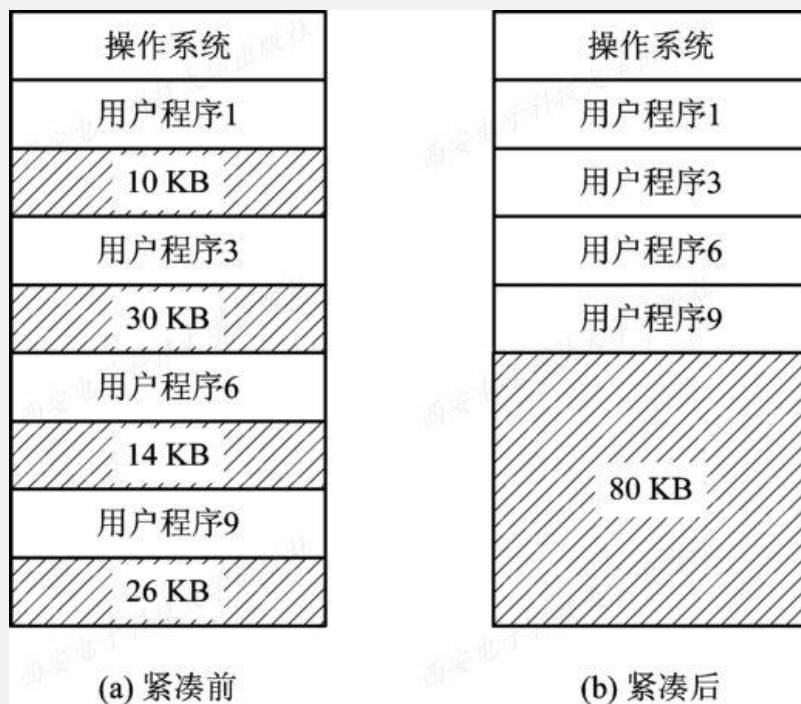 操作系统
用户程序1
10 KB
用户程序3
30 KB
用户程序6
14 KB
用户程序9
26 KB
(a) 紧凑前
操作系统
用户程序1
用户程序3
用户程序6
用户程序9
80 KB
(b) 紧凑后